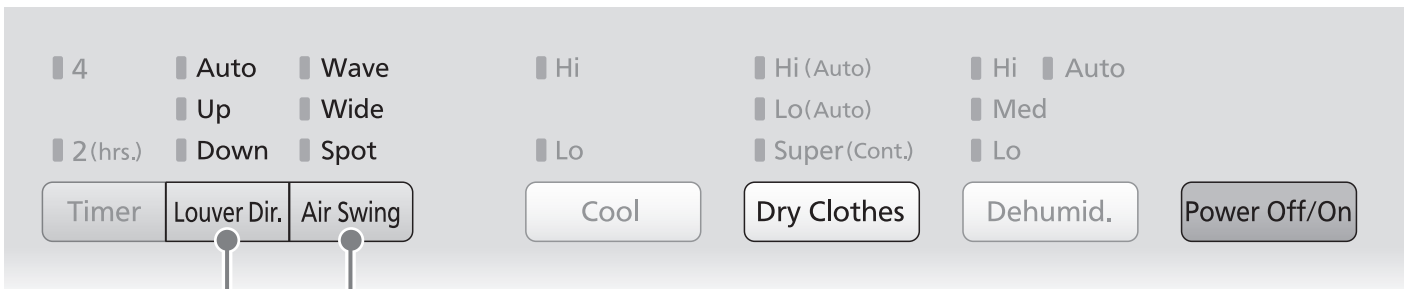 4 Auto Wave Hi Hi (Auto) Hi Auto
Up Wide Lo(Auto) Med
2(hrs.) Down Spot Lo Super(Cont.) Lo
Timer Louver Dir. Air Swing Cool Dry Clothes Dehumid. Power Off/On